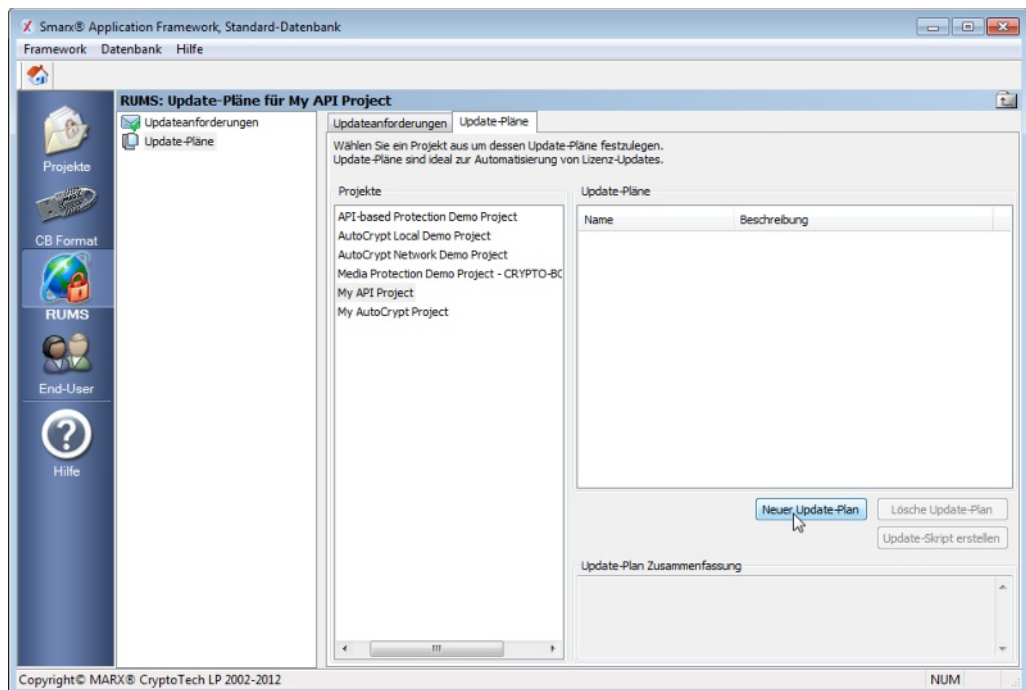 Smarx® Application Framework, Standard-Datenbank
Framework Datenbank Hilfe
RUMS: Update-Pläne für My API Project
Projekte
CB Format
RUMS
End-User
Hilfe
Updateanforderungen
Update-Pläne
Updateanforderungen Update-Pläne
Wählen Sie ein Projekt aus um dessen Update-Pläne festzulegen.
Update-Pläne sind ideal zur Automatisierung von Lizenz-Updates.
Projekte
API-based Protection Demo Project
AutoCrypt Local Demo Project
AutoCrypt Network Demo Project
Media Protection Demo Project - CRYPTO-BO
My API Project
My AutoCrypt Project
Update-Pläne
Name Beschreibung
Neuer Update-Plan Lösche Update-Plan
Update-Skript erstellen
Update-Plan Zusammenfassung
Copyright© MARX® CryptoTech LP 2002-2012 NUM